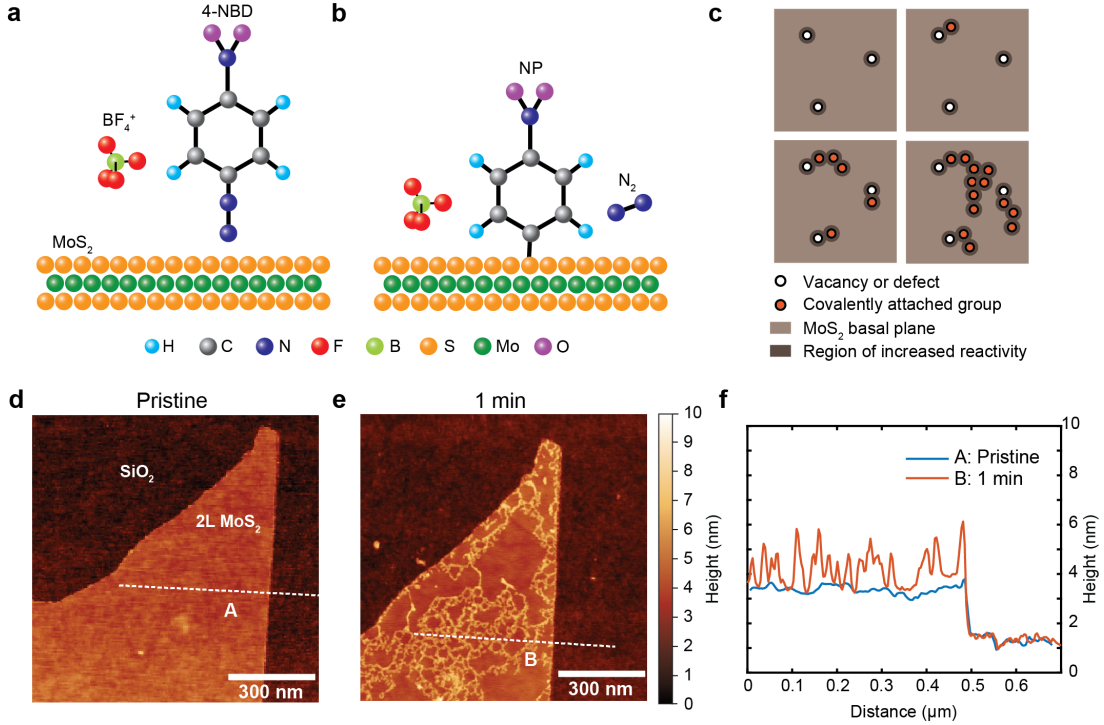 a
4-NBD
BF4+
MoS2
b
NP
N2
H C N F B S Mo O
c
Vacancy or defect
Covalently attached group
MoS2 basal plane
Region of increased reactivity
d
Pristine
SiO2
2L MoS2
A
300 nm
e
1 min
B
300 nm
10
9
8
7
6
5
4
3
2
1
0
Height (nm)
f
A: Pristine
B: 1 min
10
8
6
4
2
0
Height (nm)
0 0.1 0.2 0.3 0.4 0.5 0.6
Distance (µm)